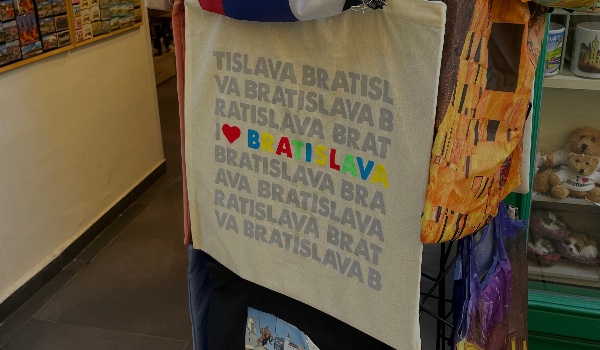 TISLAVA BRATISL
VA BRATISLAVA B
RATISLAVA BRAT
I ❤ BRATISLAVA
BRATISLAVA BRA
AVA BRATISLAVA
RATISLAVA BRAT
VA BRATISLAVA B